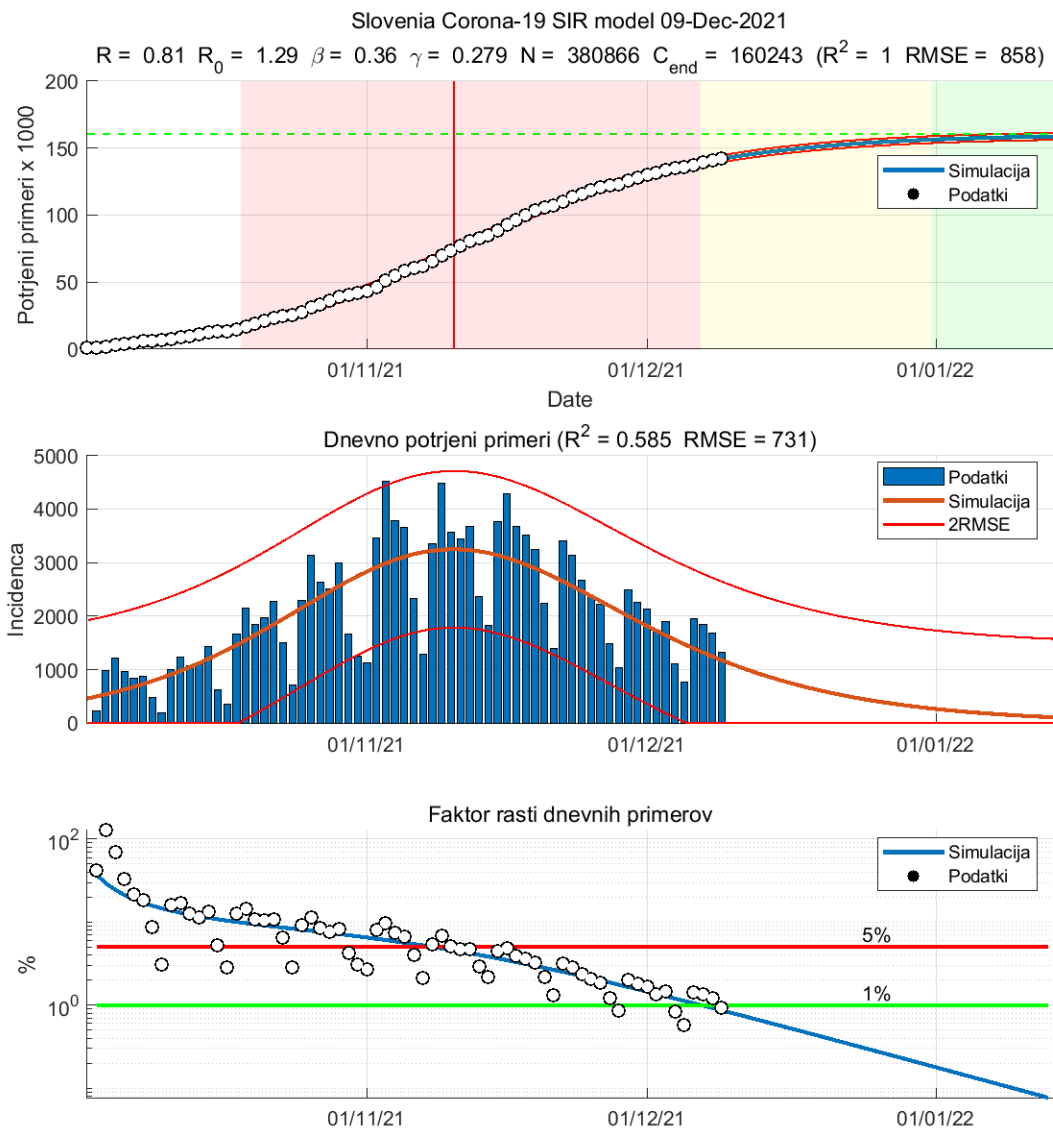 Slovenia Corona-19 SIR model 09-Dec-2021
R = 0.81 R0 = 1.29 β = 0.36 γ = 0.279 N = 380866 Cend = 160243 (R2 = 1 RMSE = 858)
200
150
100
50
0
Potrjeni primeri x 1000
Simulacija
Podatki
01/11/21
01/12/21
01/01/22
Date
Dnevno potrjeni primeri (R2 = 0.585 RMSE = 731)
5000
4000
3000
2000
1000
0
Incidenca
Podatki
Simulacija
2RMSE
01/11/21
01/12/21
01/01/22
Faktor rasti dnevnih primerov
10^2
10^0
%
Simulacija
Podatki
5%
1%
01/11/21
01/12/21
01/01/22